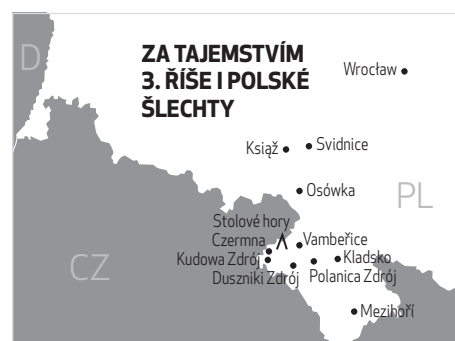 D
ZA TAJEMSTVÍM
3. ŘÍŠE I POLSKÉ
ŠLECHTY
Wrocław
Książ
Svidnice
Osówka
PL
Stolové hory
Czermna
Vambeřice
Kudowa Zdrój
Kladsko
CZ
Duszniki Zdrój
Polanica Zdrój
Mezihoří